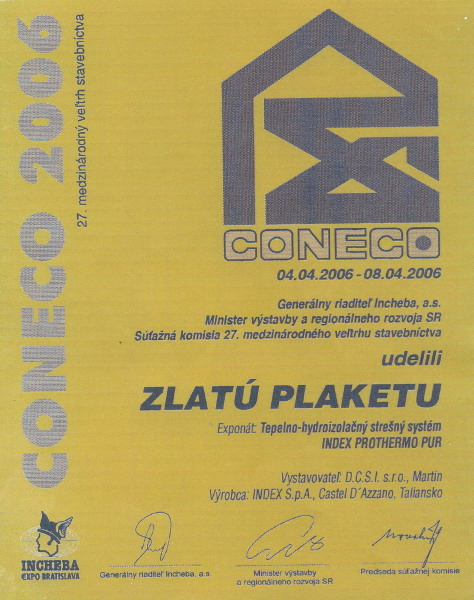 CONECO 2006
27. medzinárodný veľtrh stavebníctva
CONECO
04.04.2006 - 08.04.2006
Generálny riaditeľ Incheba, a.s.
Minister výstavby a regionálneho rozvoja SR
Súťažná komisia 27. medzinárodného veľtrhu stavebníctva
udelili
ZLATÚ PLAKETU
Exponát: Tepelno-hydroizolačný strešný systém
INDEX PROTHERMO PUR
Vystavovateľ: D.C.S.I. s.r.o., Martin
Výrobca: INDEX S.p.A., Castel D´Azzano, Taliansko
INCHEBA
EXPO BRATISLAVA
Generálny riaditeľ Incheba, a.s.
Minister výstavby
a regionálneho rozvoja SR
Predseda súťažnej komisie